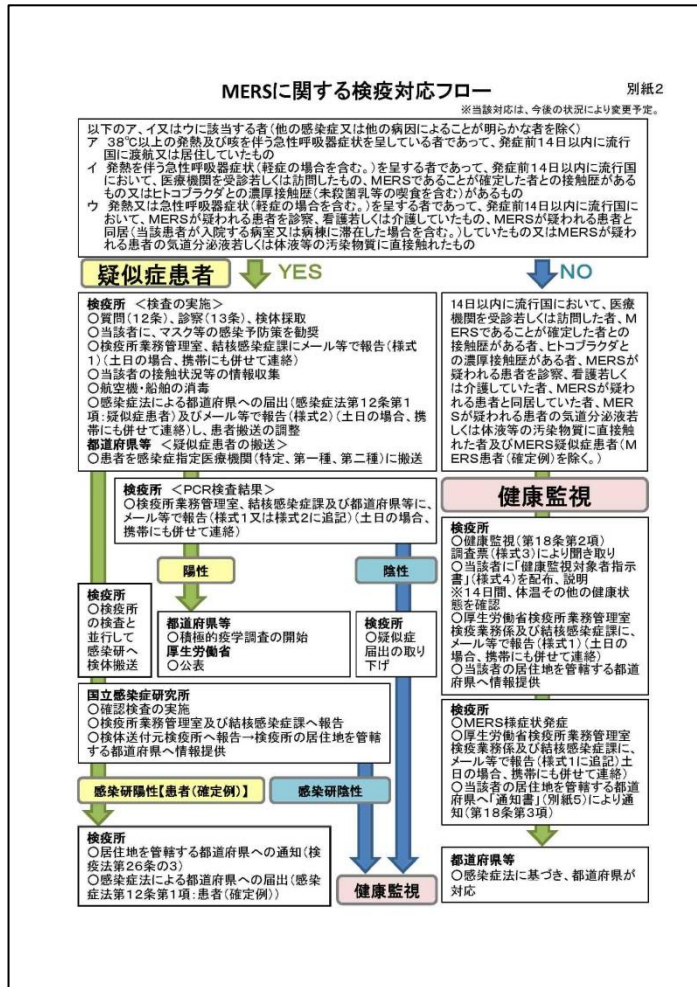 MERSに関する検疫対応フロー
別紙2
※当該対応は、今後の状況により変更予定。
以下のア、イ又はウに該当する者(他の感染症又は他の病因によることが明らかな者を除く)
ア 38℃以上の発熱及び咳を伴う急性呼吸器症状を呈している者であって、発症前14日以内に流行
国に渡航又は居住していたもの
イ 発熱を伴う急性呼吸器症状(軽症の場合を含む。)を呈する者であって、発症前14日以内に流行国
において、医療機関を受診若しくは訪問したもの、MERSであることが確定した者との接触歴がある
もの又はヒトコブラクダとの濃厚接触歴(未殺菌乳等の喫食を含む)があるもの
ウ 発熱又は急性呼吸器症状(軽症の場合を含む。)を呈する者であって、発症前14日以内に流行国
において、MERSが疑われる患者を診察、看護若しくは介護していたもの、MERSが疑われる患者と
同居(当該患者が入院する病室又は病棟に滞在した場合を含む。)していたもの又はMERSが疑わ
れる患者の気道分泌液若しくは体液等の汚染物質に直接触れたもの
疑似症患者
YES
NO
検疫所 <検査の実施>
○質問(12条)、診察(13条)、検体採取
○当該者に、マスク等の感染予防策を勧奨
○検疫所業務管理室、結核感染症課にメール等で報告(様式
1)(土日の場合、携帯にも併せて連絡)
○当該者の接触状況等の情報収集
○航空機・船舶の消毒
○感染症法による都道府県への届出(感染症法第12条第1
項:疑似症患者)及びメール等で報告(様式2)(土日の場合、携
帯にも併せて連絡)し、患者搬送の調整
都道府県等 <疑似症患者の搬送>
○患者を感染症指定医療機関(特定、第一種、第二種)に搬送
14日以内に流行国において、医療
機関を受診若しくは訪問した者、M
ERSであることが確定した者との接
触歴がある者、ヒトコブラクダとの
濃厚接触歴がある者、MERSが疑
われる患者を診察、看護若しくは
介護していた者、MERSが疑われ
る患者と同居していた者、MERSが
疑われる患者の気道分泌液若しく
は体液等の汚染物質に直接触れ
た者及びMERS疑似症患者(ME
RS患者(確定例)を除く。)
検疫所 <PCR検査結果>
○検疫所業務管理室、結核感染症課及び都道府県等に、
メール等で報告(様式1又は様式2に追記)(土日の場合、
携帯にも併せて連絡)
健康監視
陽性
陰性
検疫所
○健康監視(第18条第2項)
調査票(様式3)により聞き取り
○当該者に「健康監視対象者指示
書」(様式4)を配布、説明
※14日間、体温その他の健康状
態を確認
○厚生労働省検疫所業務管理室
検疫業務係及び結核感染症課に、
メール等で報告(様式1)(土日の場
合、携帯にも併せて連絡)
○当該者の居住地を管轄する都道
府県へ情報提供
検疫所
○検疫所
の検査と
並行して
感染研へ
検体搬送
都道府県等
○積極的疫学調査の開始
厚生労働省
○公表
検疫所
○疑似症
届出の取り
下げ
国立感染症研究所
○確認検査の実施
○検疫所業務管理室及び結核感染症課へ報告
○検体送付元検疫所へ報告→検疫所の居住地を管轄
する都道府県へ情報提供
検疫所
○MERS様症状発症
○厚生労働省検疫所業務管理室
検疫業務係及び結核感染症課に、
メール等で報告(様式1に追記)土
日の場合、携帯にも併せて連絡)
○当該者の居住地を管轄する都道
府県へ「通知書」(別紙5)により通
知(第18条第3項)
感染研陽性【患者(確定例)】
感染研陰性
検疫所
○居住地を管轄する都道府県への通知(検
疫法第26条の3)
○感染症法による都道府県への届出(感染
症法第12条第1項:患者(確定例))
健康監視
都道府県等
○感染症法に基づき、都道府県が
対応